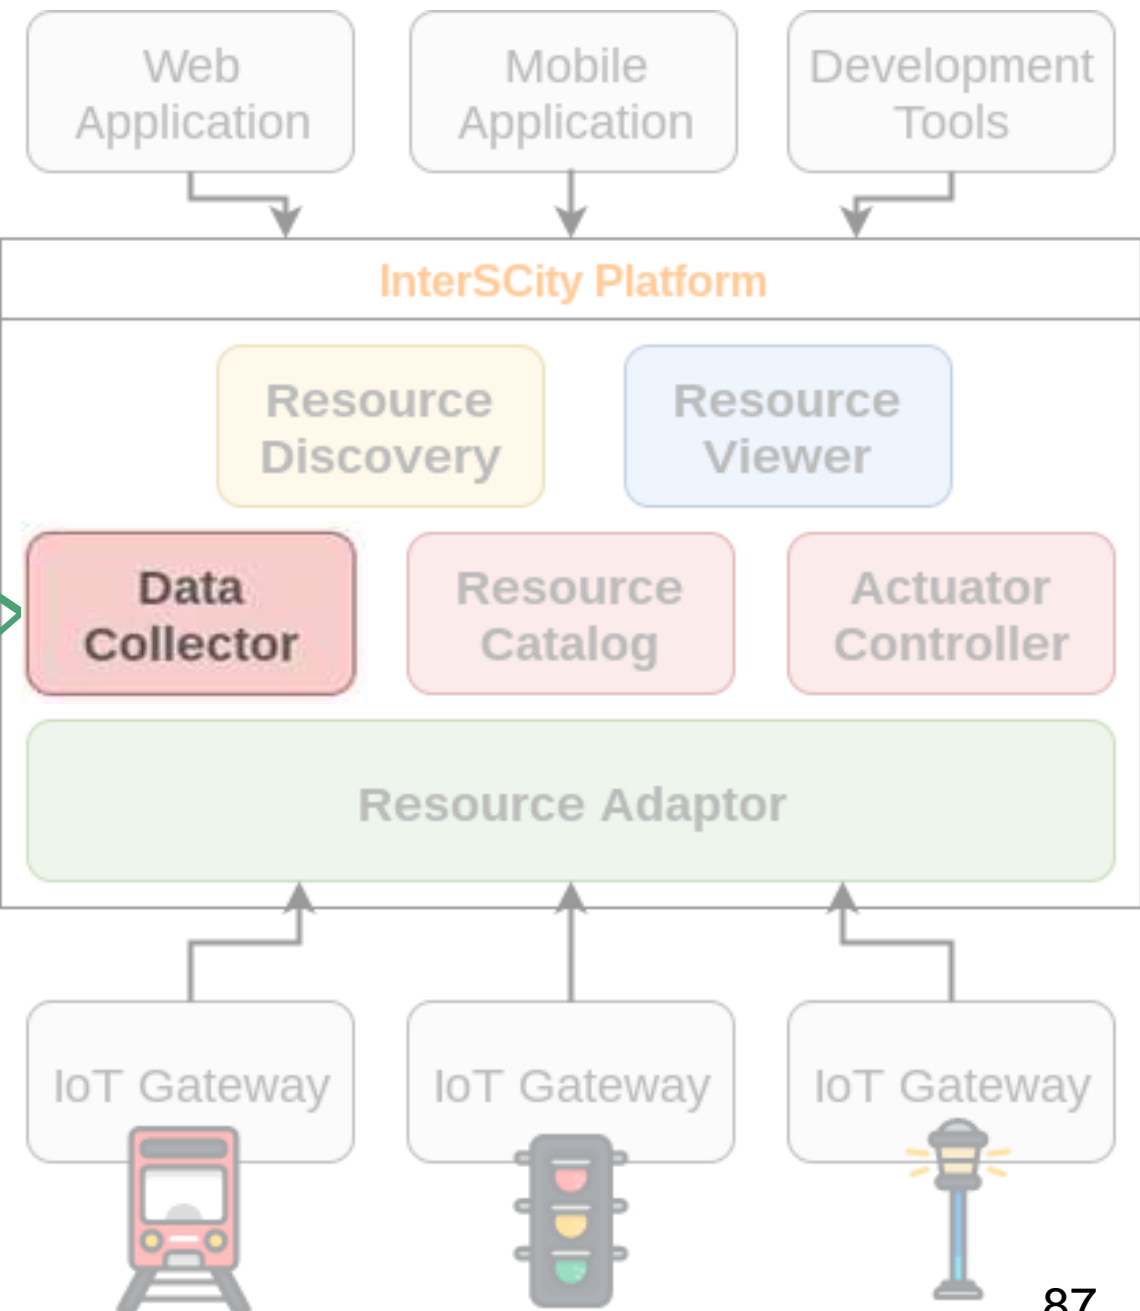 Web
Application
Mobile
Application
Development
Tools
InterSCity Platform
Resource
Discovery
Resource
Viewer
Data
Collector
Resource
Catalog
Actuator
Controller
Resource Adaptor
IoT Gateway
IoT Gateway
IoT Gateway
87